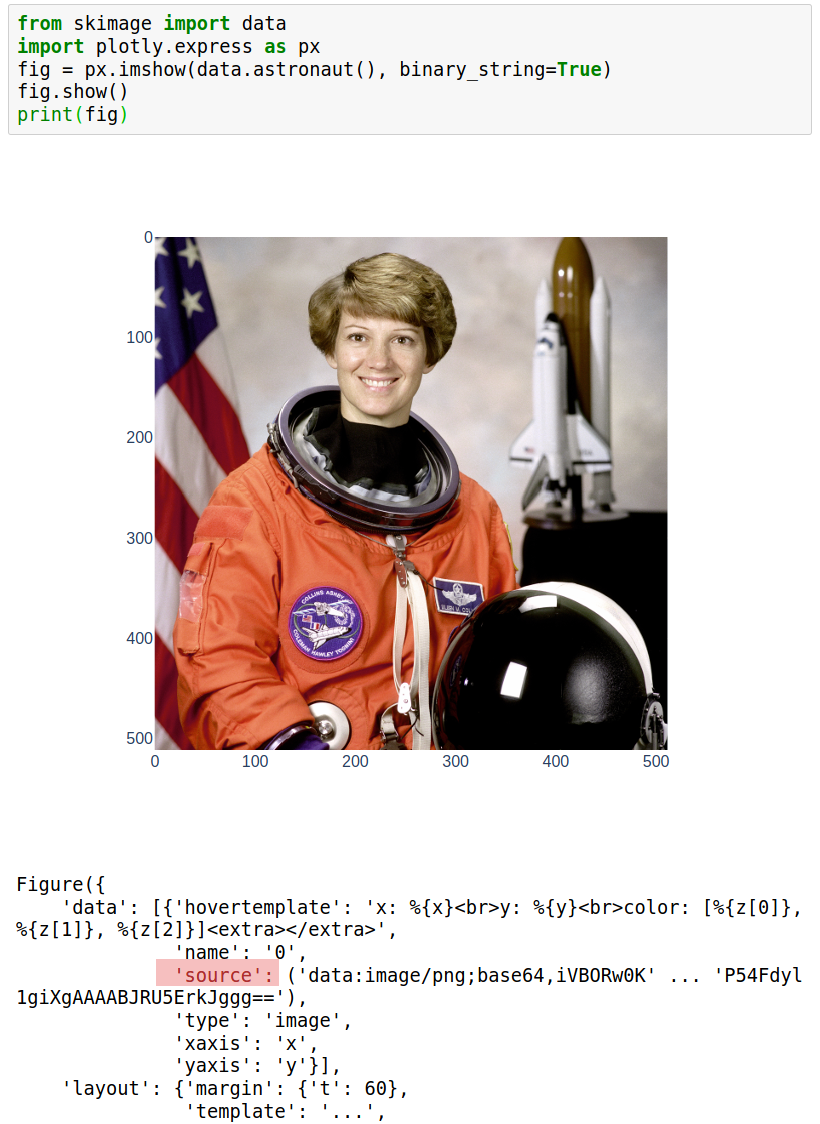 from skimage import data
import plotly.express as px
fig = px.imshow(data.astronaut(), binary_string=True)
fig.show()
print(fig)
0
100
200
300
400
500
COLLINS ASHBY
COLEMAN HAWLEY TOGNINI
USA
0 100 200 300 400 500
Figure({
    'data': [{'hovertemplate': 'x: %{x}<br>y: %{y}<br>color: [%{z[0]},
%{z[1]}, %{z[2]}]<extra></extra>',
              'name': '0',
              'source': ('data:image/png;base64,iVBORw0K' ... 'P54Fdyl
1giXgAAAABJRU5ErkJggg=='),
              'type': 'image',
              'xaxis': 'x',
              'yaxis': 'y'}],
    'layout': {'margin': {'t': 60},
               'template': '...',